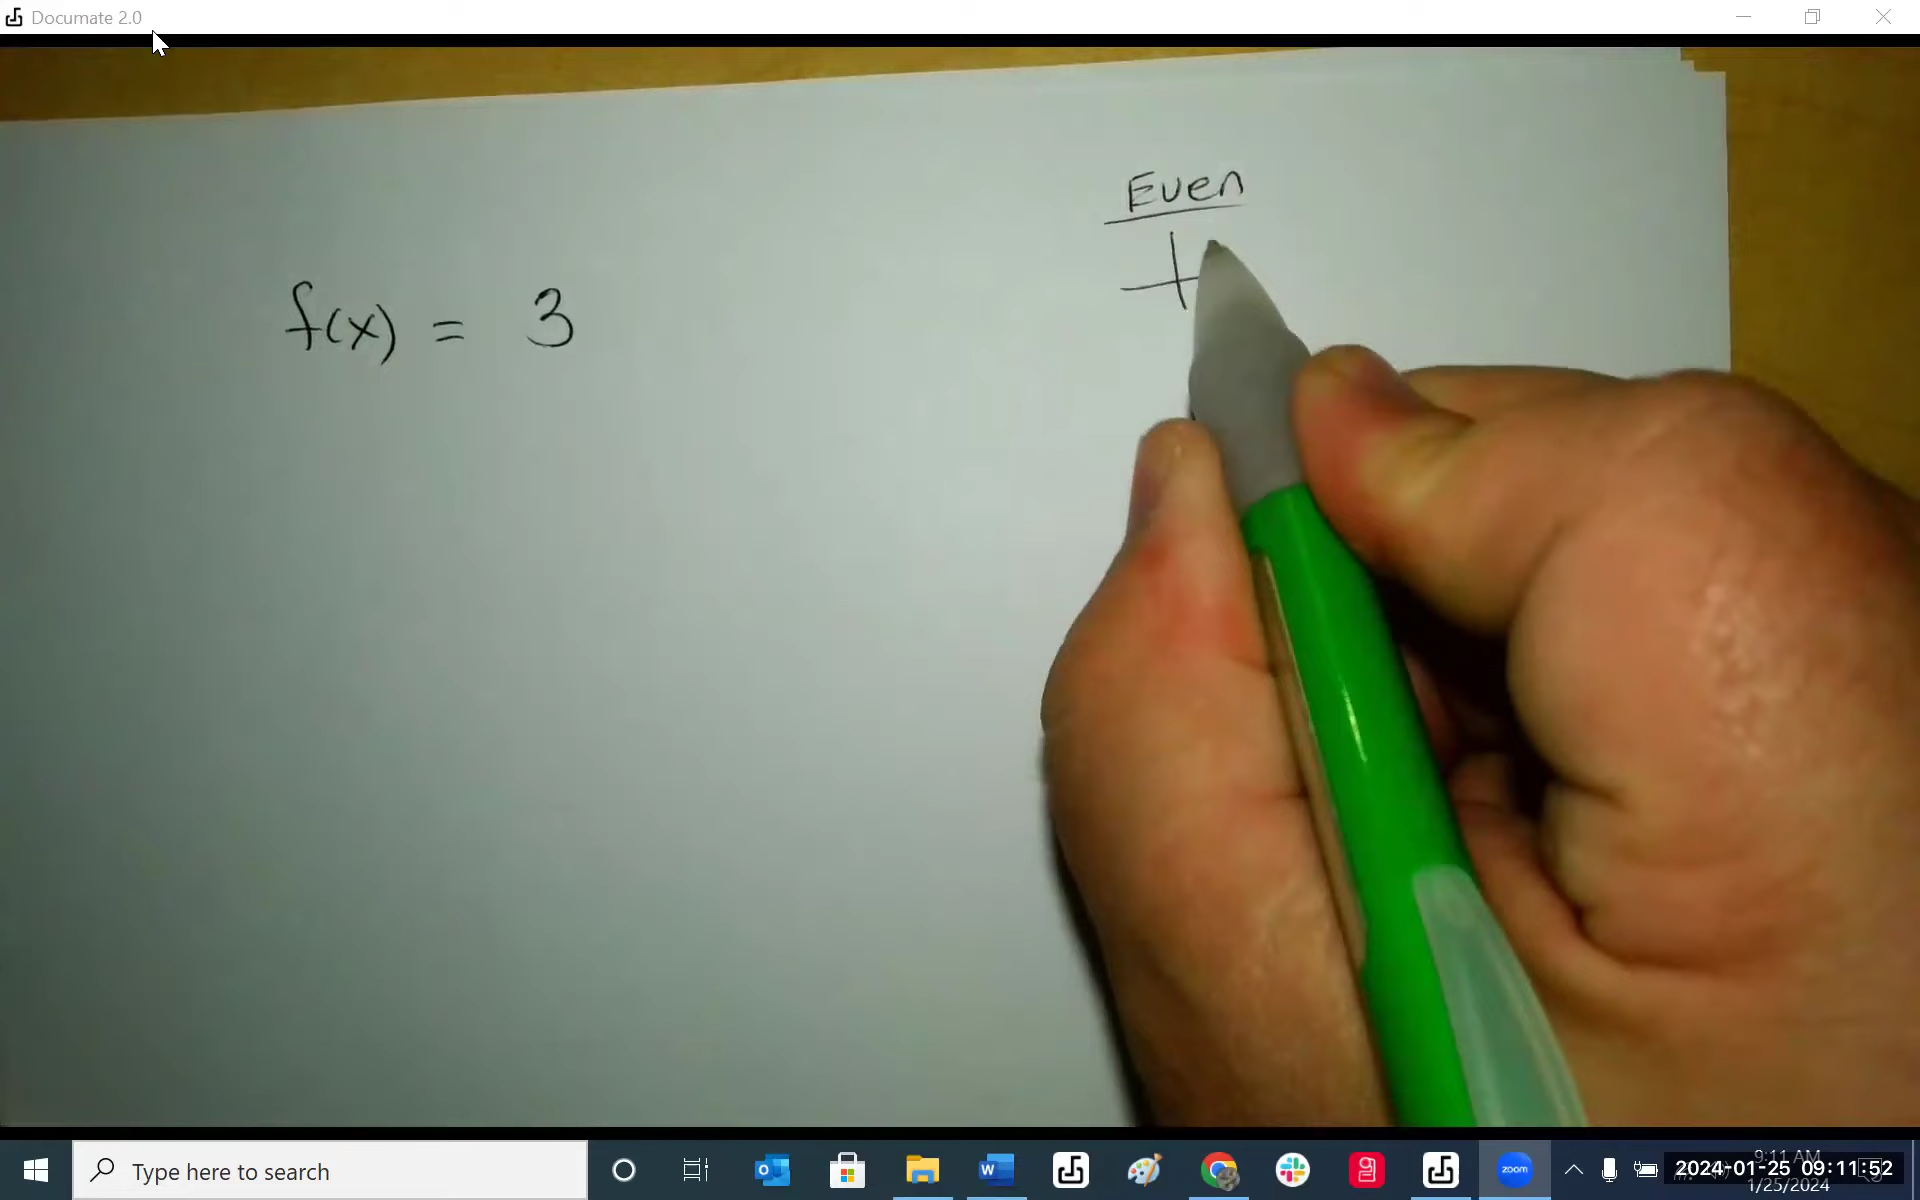 Documate 2.0
Even
f(x) = 3
Type here to search
zoom
9:11 AM
2024-01-25 09:11:52
1/25/2024